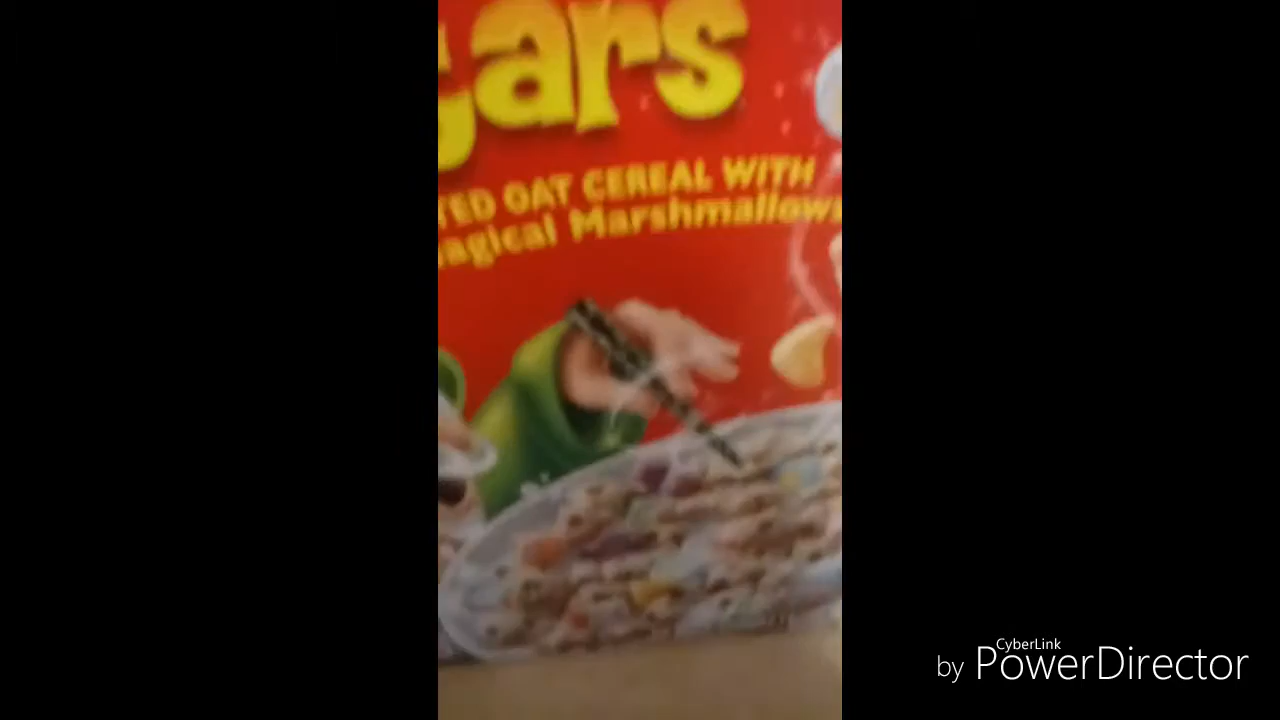 ars
TED OAT CEREAL WITH
agical Marshmallows
CyberLink
by PowerDirector